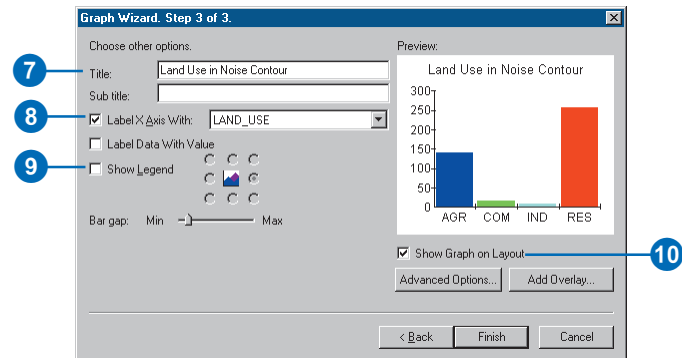 Graph Wizard. Step 3 of 3.
Choose other options.
7
Title:
Land Use in Noise Contour
Sub title:
8
Label X Axis With:
LAND_USE
Label Data With Value
9
Show Legend
Bar gap:
Min
Max
Preview:
Land Use in Noise Contour
300
250
200
150
100
50
0
AGR
COM
IND
RES
Show Graph on Layout
10
Advanced Options...
Add Overlay...
< Back
Finish
Cancel